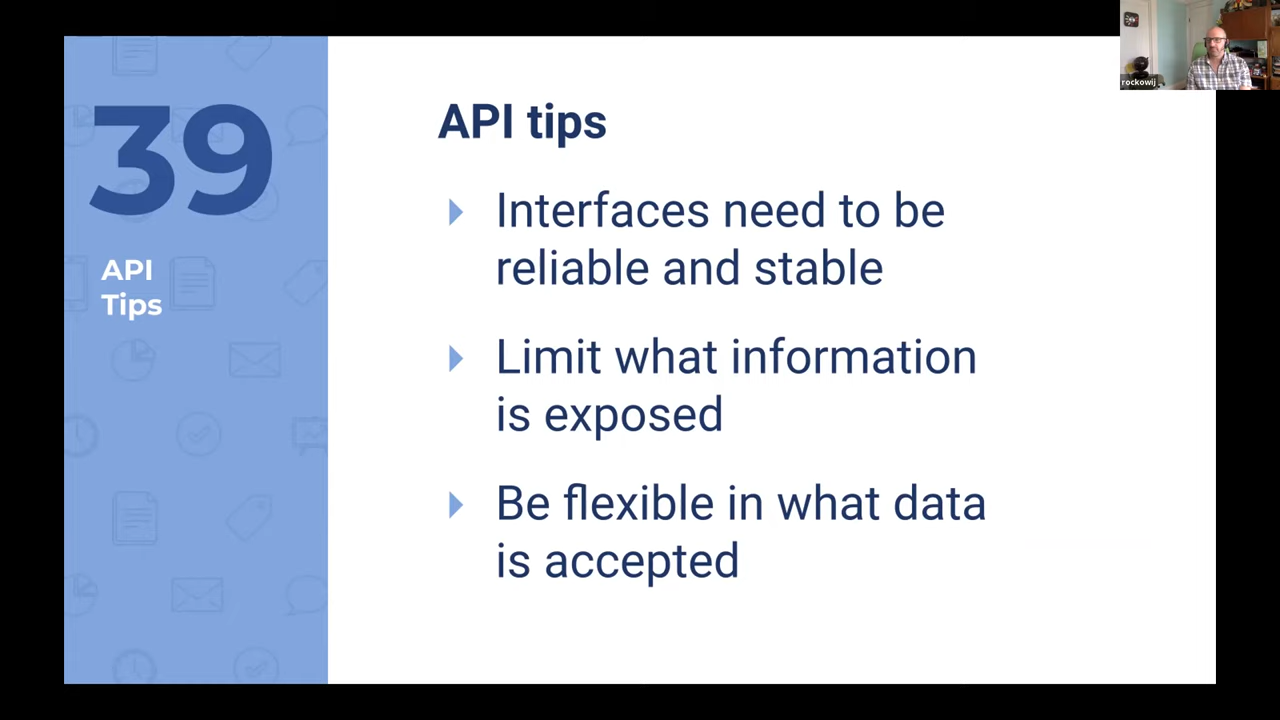 39
API
Tips
API tips
Interfaces need to be
reliable and stable
Limit what information
is exposed
Be flexible in what data
is accepted
rockowij